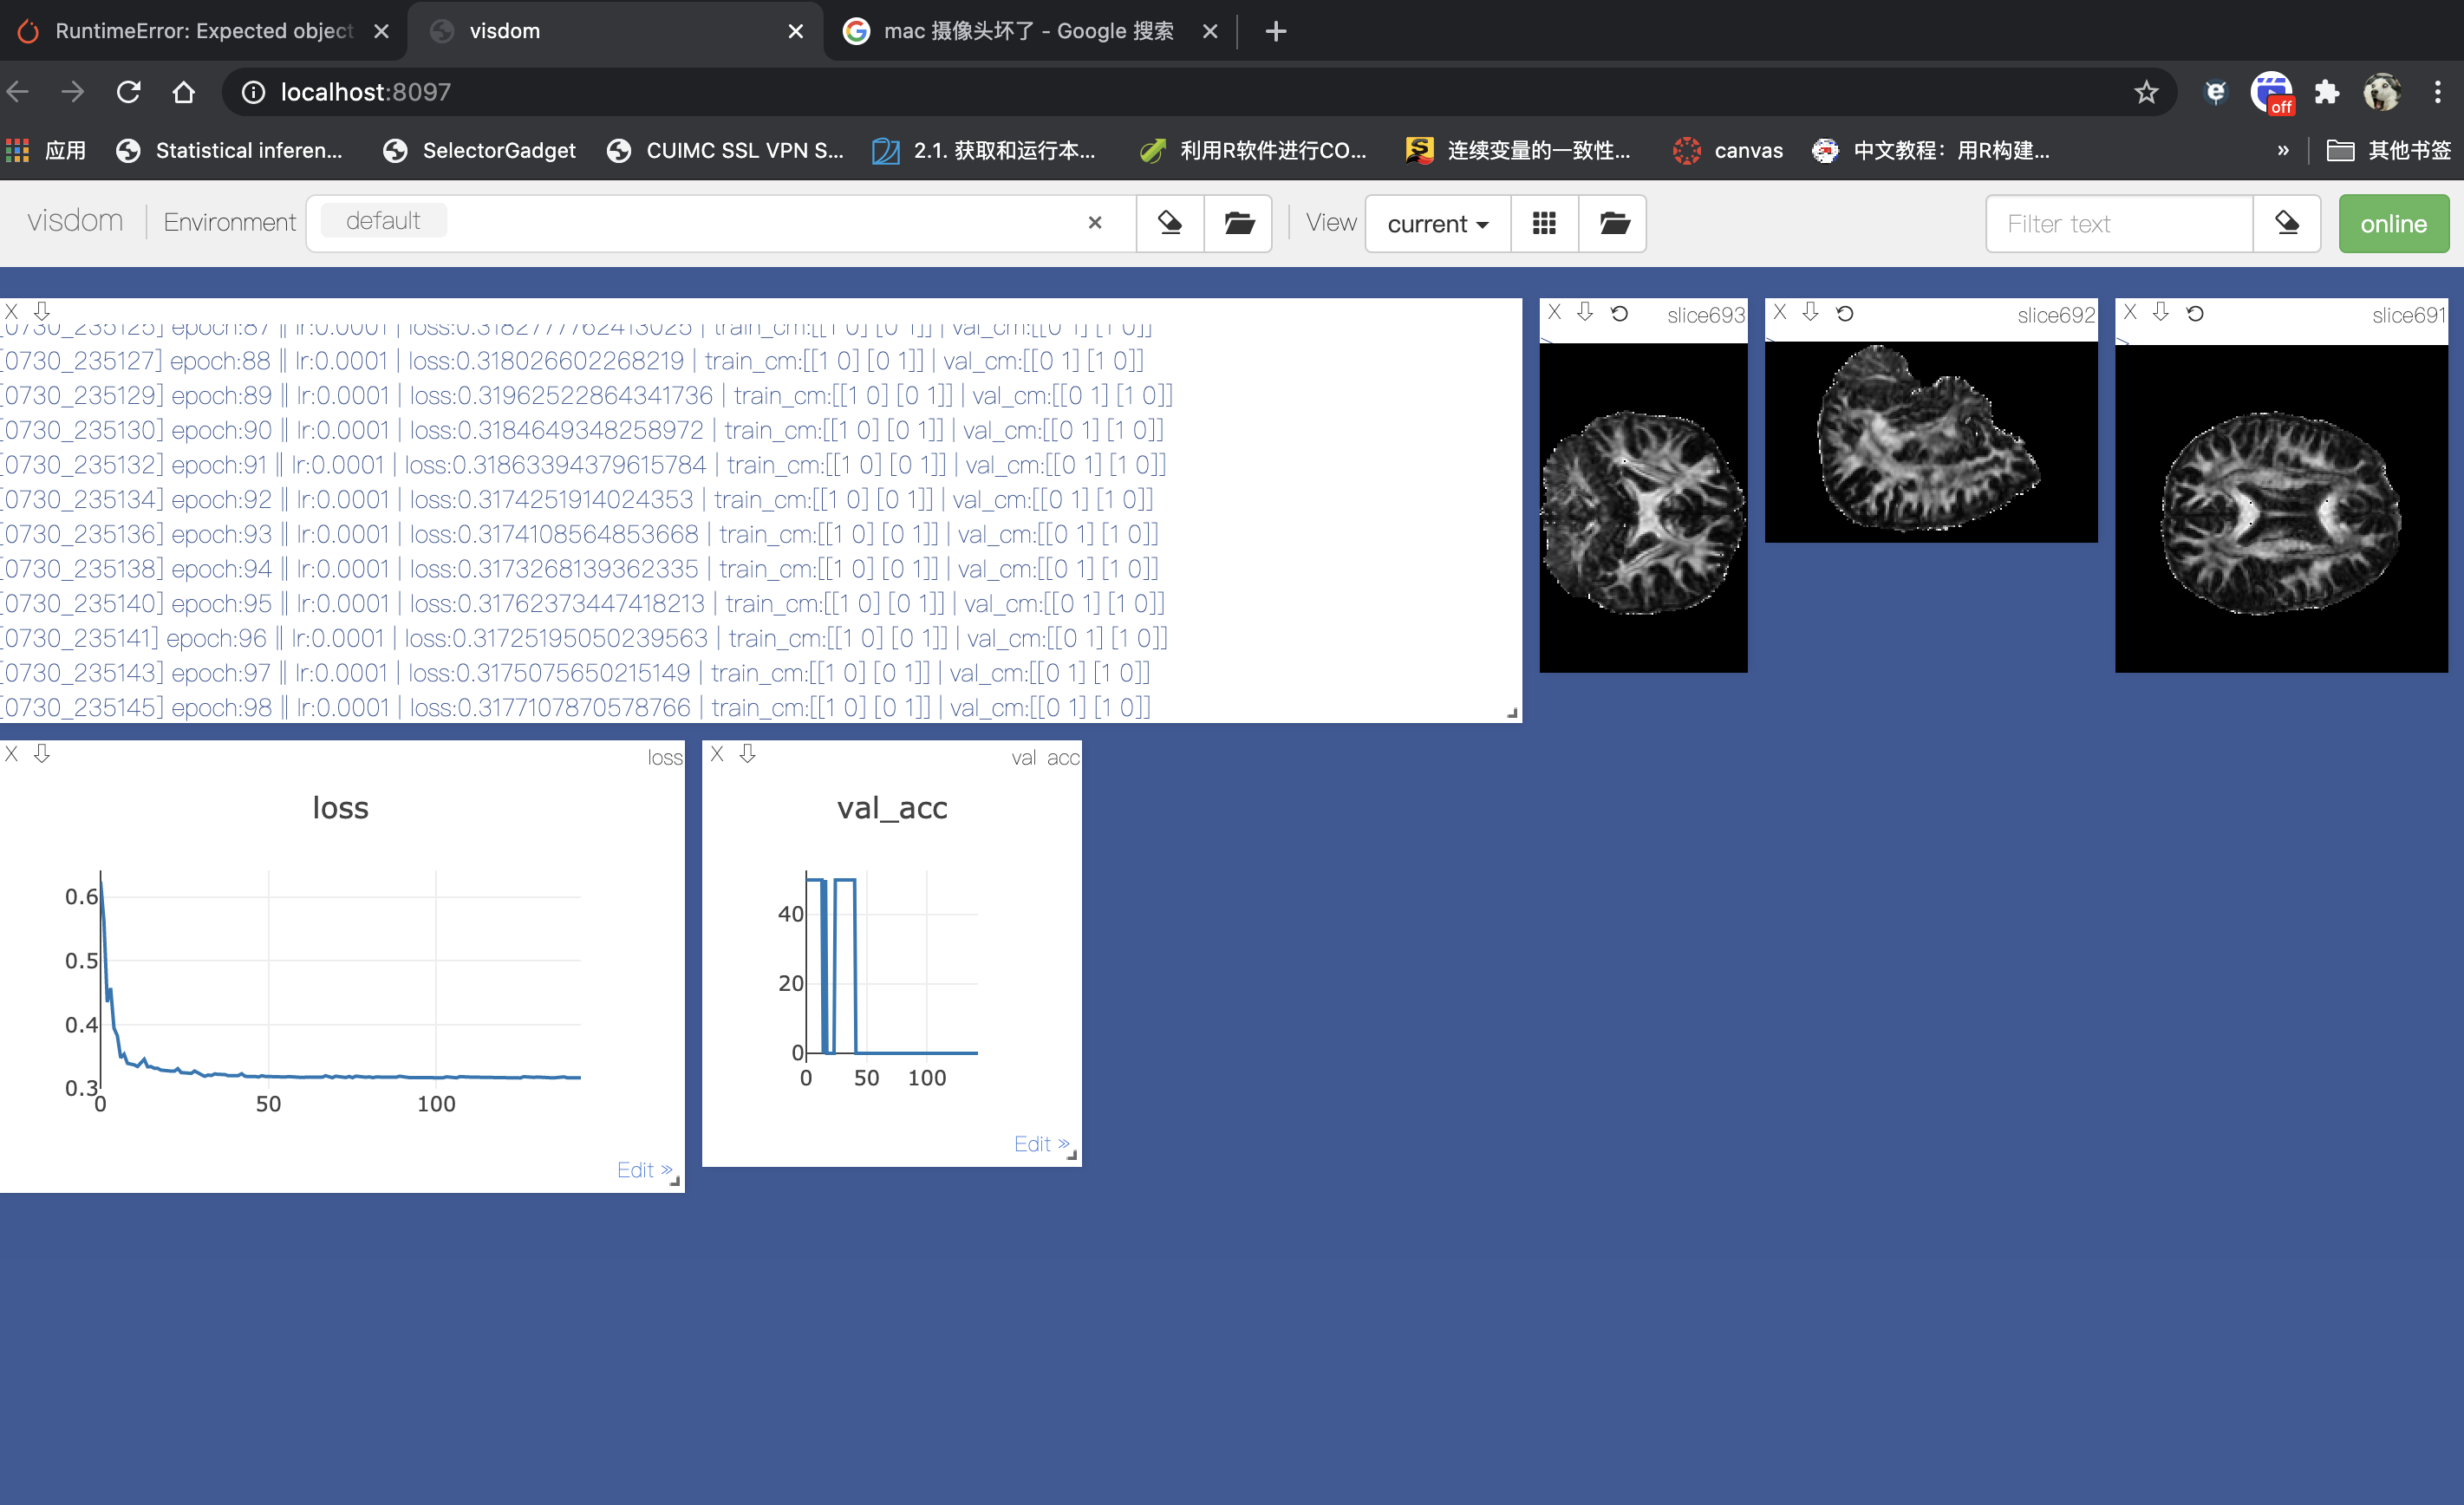 RuntimeError: Expected object
visdom
mac 摄像头坏了 - Google 搜索
localhost:8097
off
应用
Statistical inferen...
SelectorGadget
CUIMC SSL VPN S...
2.1. 获取和运行本...
利用R软件进行CO...
连续变量的一致性...
canvas
中文教程：用R构建...
»
其他书签
visdom
Environment
default
×
View
current
Filter text
online
X
[0730_235125] epoch:87 || lr:0.0001 | loss:0.3182777762413025 | train_cm:[[1 0] [0 1]] | val_cm:[[0 1] [1 0]]
[0730_235127] epoch:88 || lr:0.0001 | loss:0.318026602268219 | train_cm:[[1 0] [0 1]] | val_cm:[[0 1] [1 0]]
[0730_235129] epoch:89 || lr:0.0001 | loss:0.31962522864341736 | train_cm:[[1 0] [0 1]] | val_cm:[[0 1] [1 0]]
[0730_235130] epoch:90 || lr:0.0001 | loss:0.3184649348258972 | train_cm:[[1 0] [0 1]] | val_cm:[[0 1] [1 0]]
[0730_235132] epoch:91 || lr:0.0001 | loss:0.31863394379615784 | train_cm:[[1 0] [0 1]] | val_cm:[[0 1] [1 0]]
[0730_235134] epoch:92 || lr:0.0001 | loss:0.3174251914024353 | train_cm:[[1 0] [0 1]] | val_cm:[[0 1] [1 0]]
[0730_235136] epoch:93 || lr:0.0001 | loss:0.3174108564853668 | train_cm:[[1 0] [0 1]] | val_cm:[[0 1] [1 0]]
[0730_235138] epoch:94 || lr:0.0001 | loss:0.3173268139362335 | train_cm:[[1 0] [0 1]] | val_cm:[[0 1] [1 0]]
[0730_235140] epoch:95 || lr:0.0001 | loss:0.31762373447418213 | train_cm:[[1 0] [0 1]] | val_cm:[[0 1] [1 0]]
[0730_235141] epoch:96 || lr:0.0001 | loss:0.31725195050239563 | train_cm:[[1 0] [0 1]] | val_cm:[[0 1] [1 0]]
[0730_235143] epoch:97 || lr:0.0001 | loss:0.3175075650215149 | train_cm:[[1 0] [0 1]] | val_cm:[[0 1] [1 0]]
[0730_235145] epoch:98 || lr:0.0001 | loss:0.3177107870578766 | train_cm:[[1 0] [0 1]] | val_cm:[[0 1] [1 0]]
X
slice693
X
slice692
X
slice691
X
loss
loss
0.6
0.5
0.4
0.3
0
50
100
Edit »
X
val_acc
val_acc
40
20
0
0
50
100
Edit »